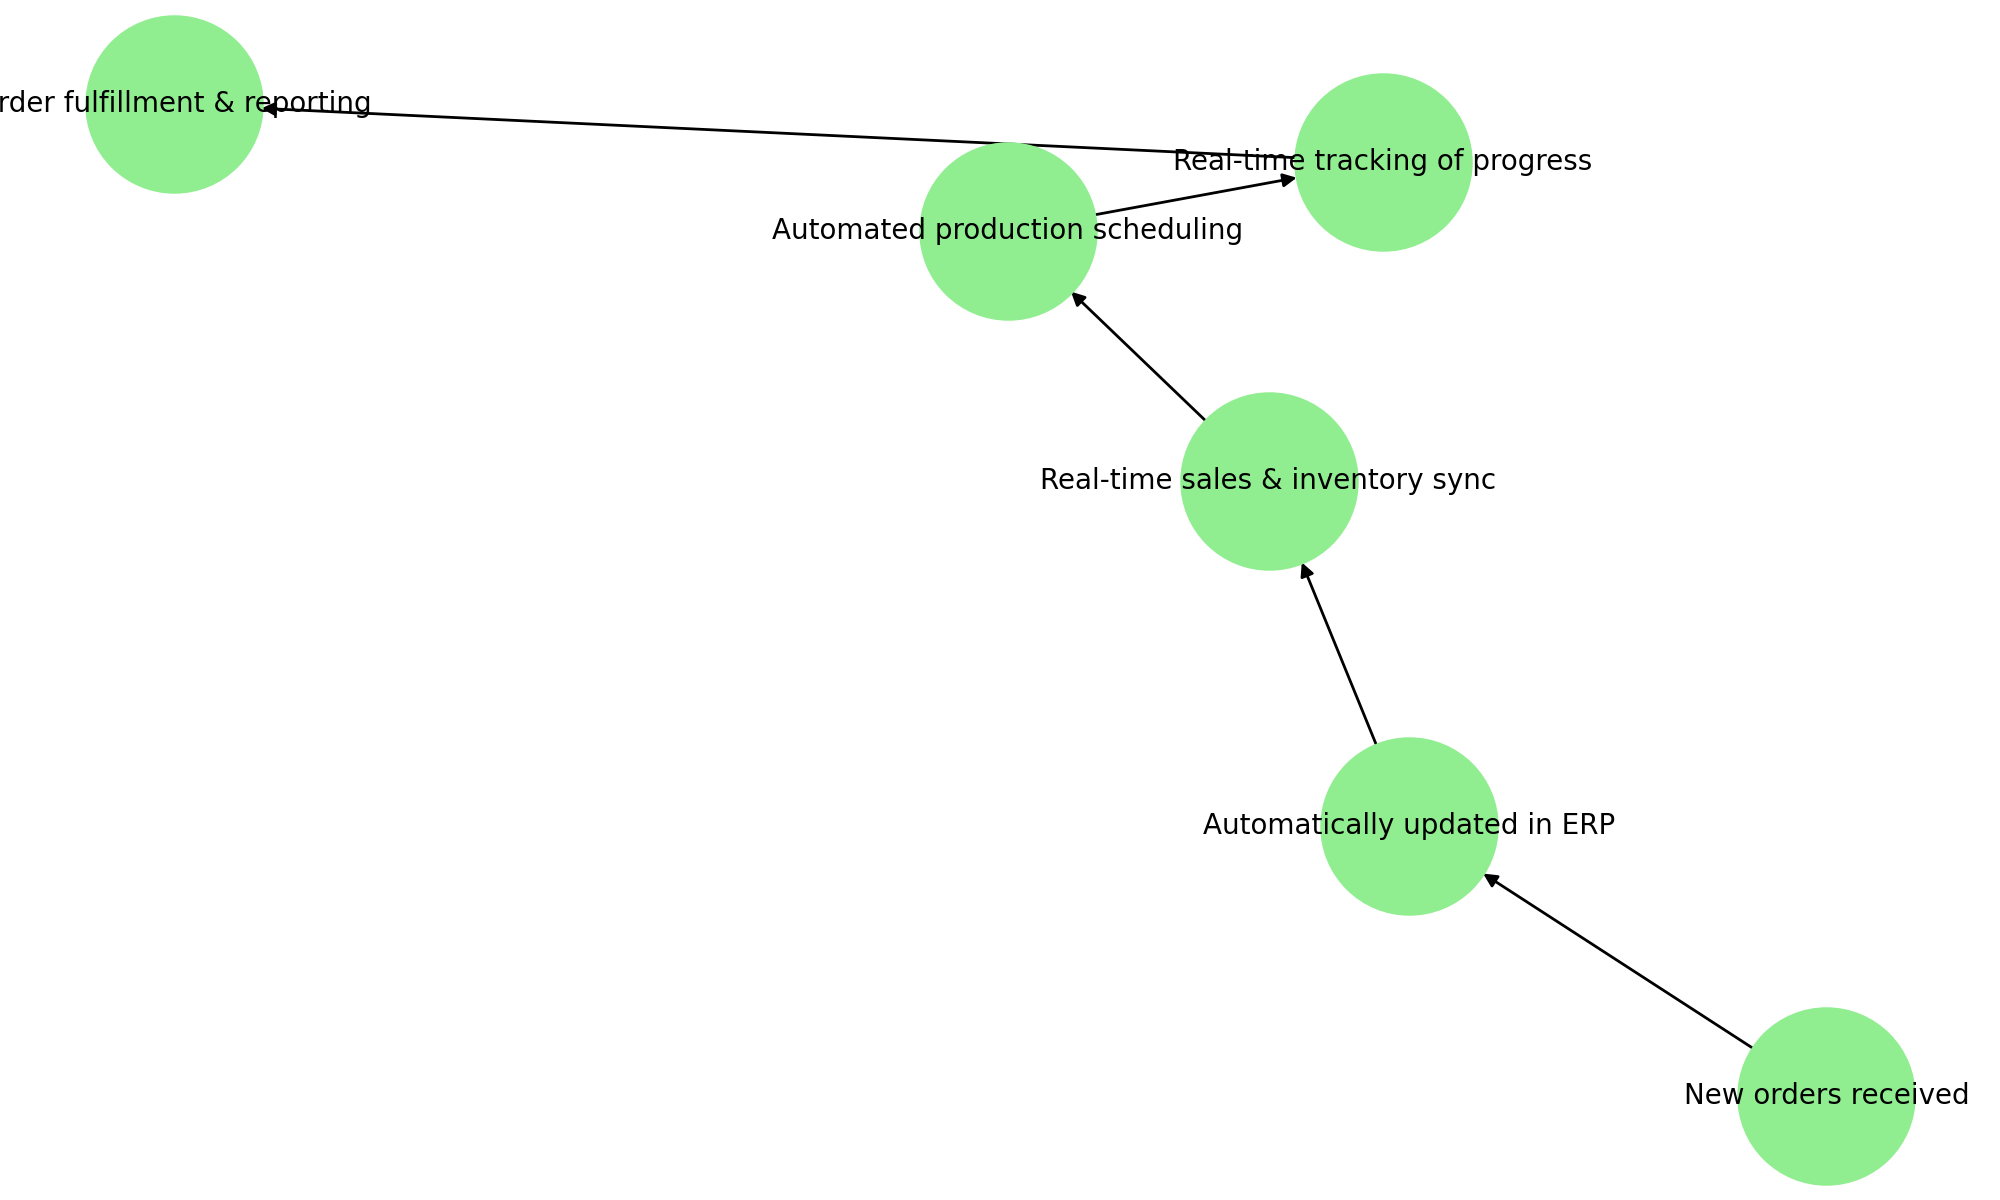 rder fulfillment & reporting
Real-time tracking of progress
Automated production scheduling
Real-time sales & inventory sync
Automatically updated in ERP
New orders received